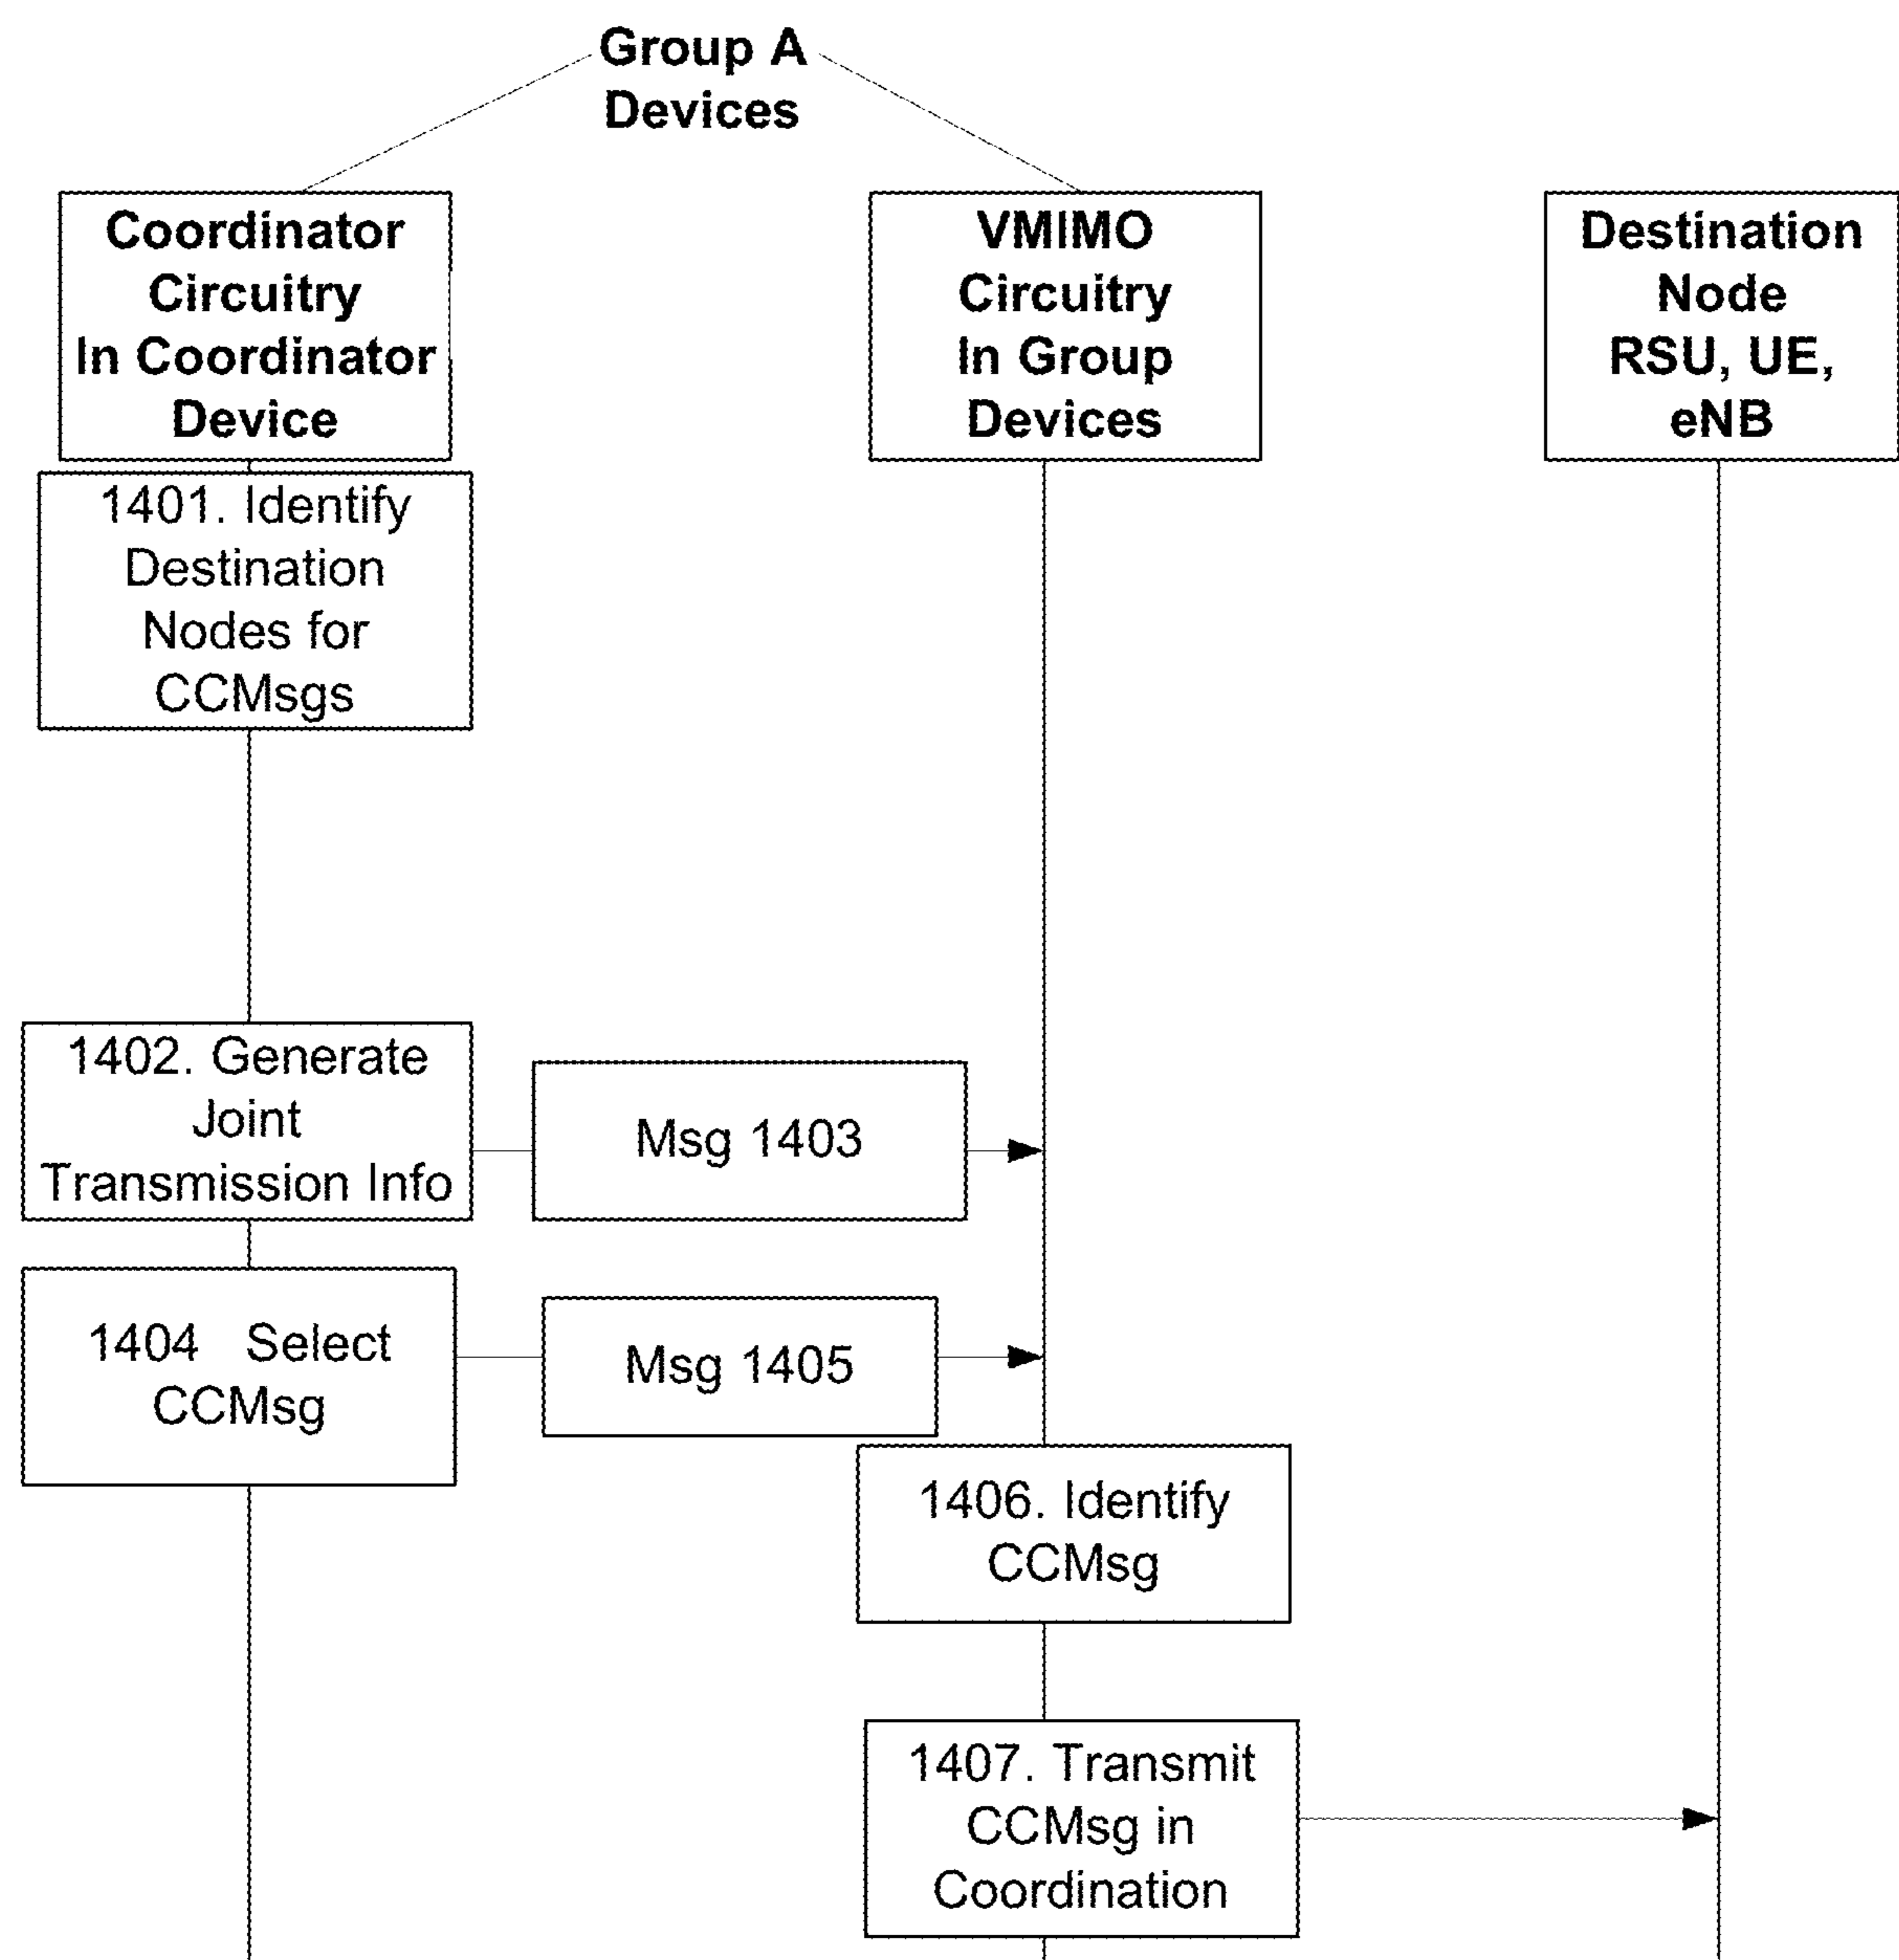 Group A
Devices
Coordinator
Circuitry
In Coordinator
Device
VMIMO
Circuitry
In Group
Devices
Destination
Node
RSU, UE,
eNB
1401. Identify
Destination
Nodes for
CCMsgs
1402. Generate
Joint
Transmission Info
Msg 1403
1404 Select
CCMsg
Msg 1405
1406. Identify
CCMsg
1407. Transmit
CCMsg in
Coordination